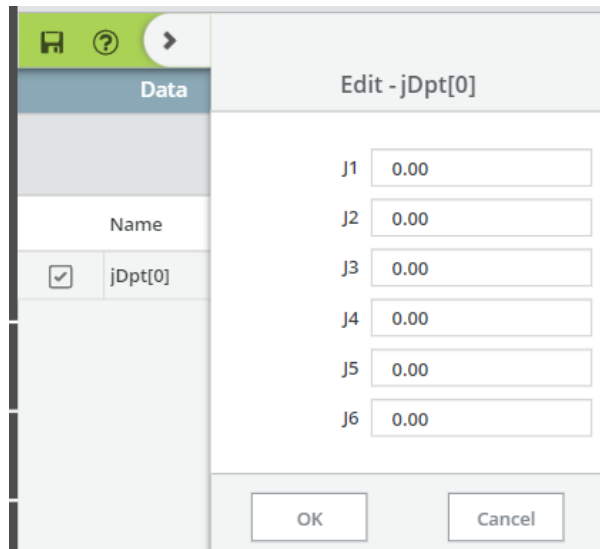 Data
Name
jDpt[0]
Edit - jDpt[0]
J1 0.00
J2 0.00
J3 0.00
J4 0.00
J5 0.00
J6 0.00
OK Cancel